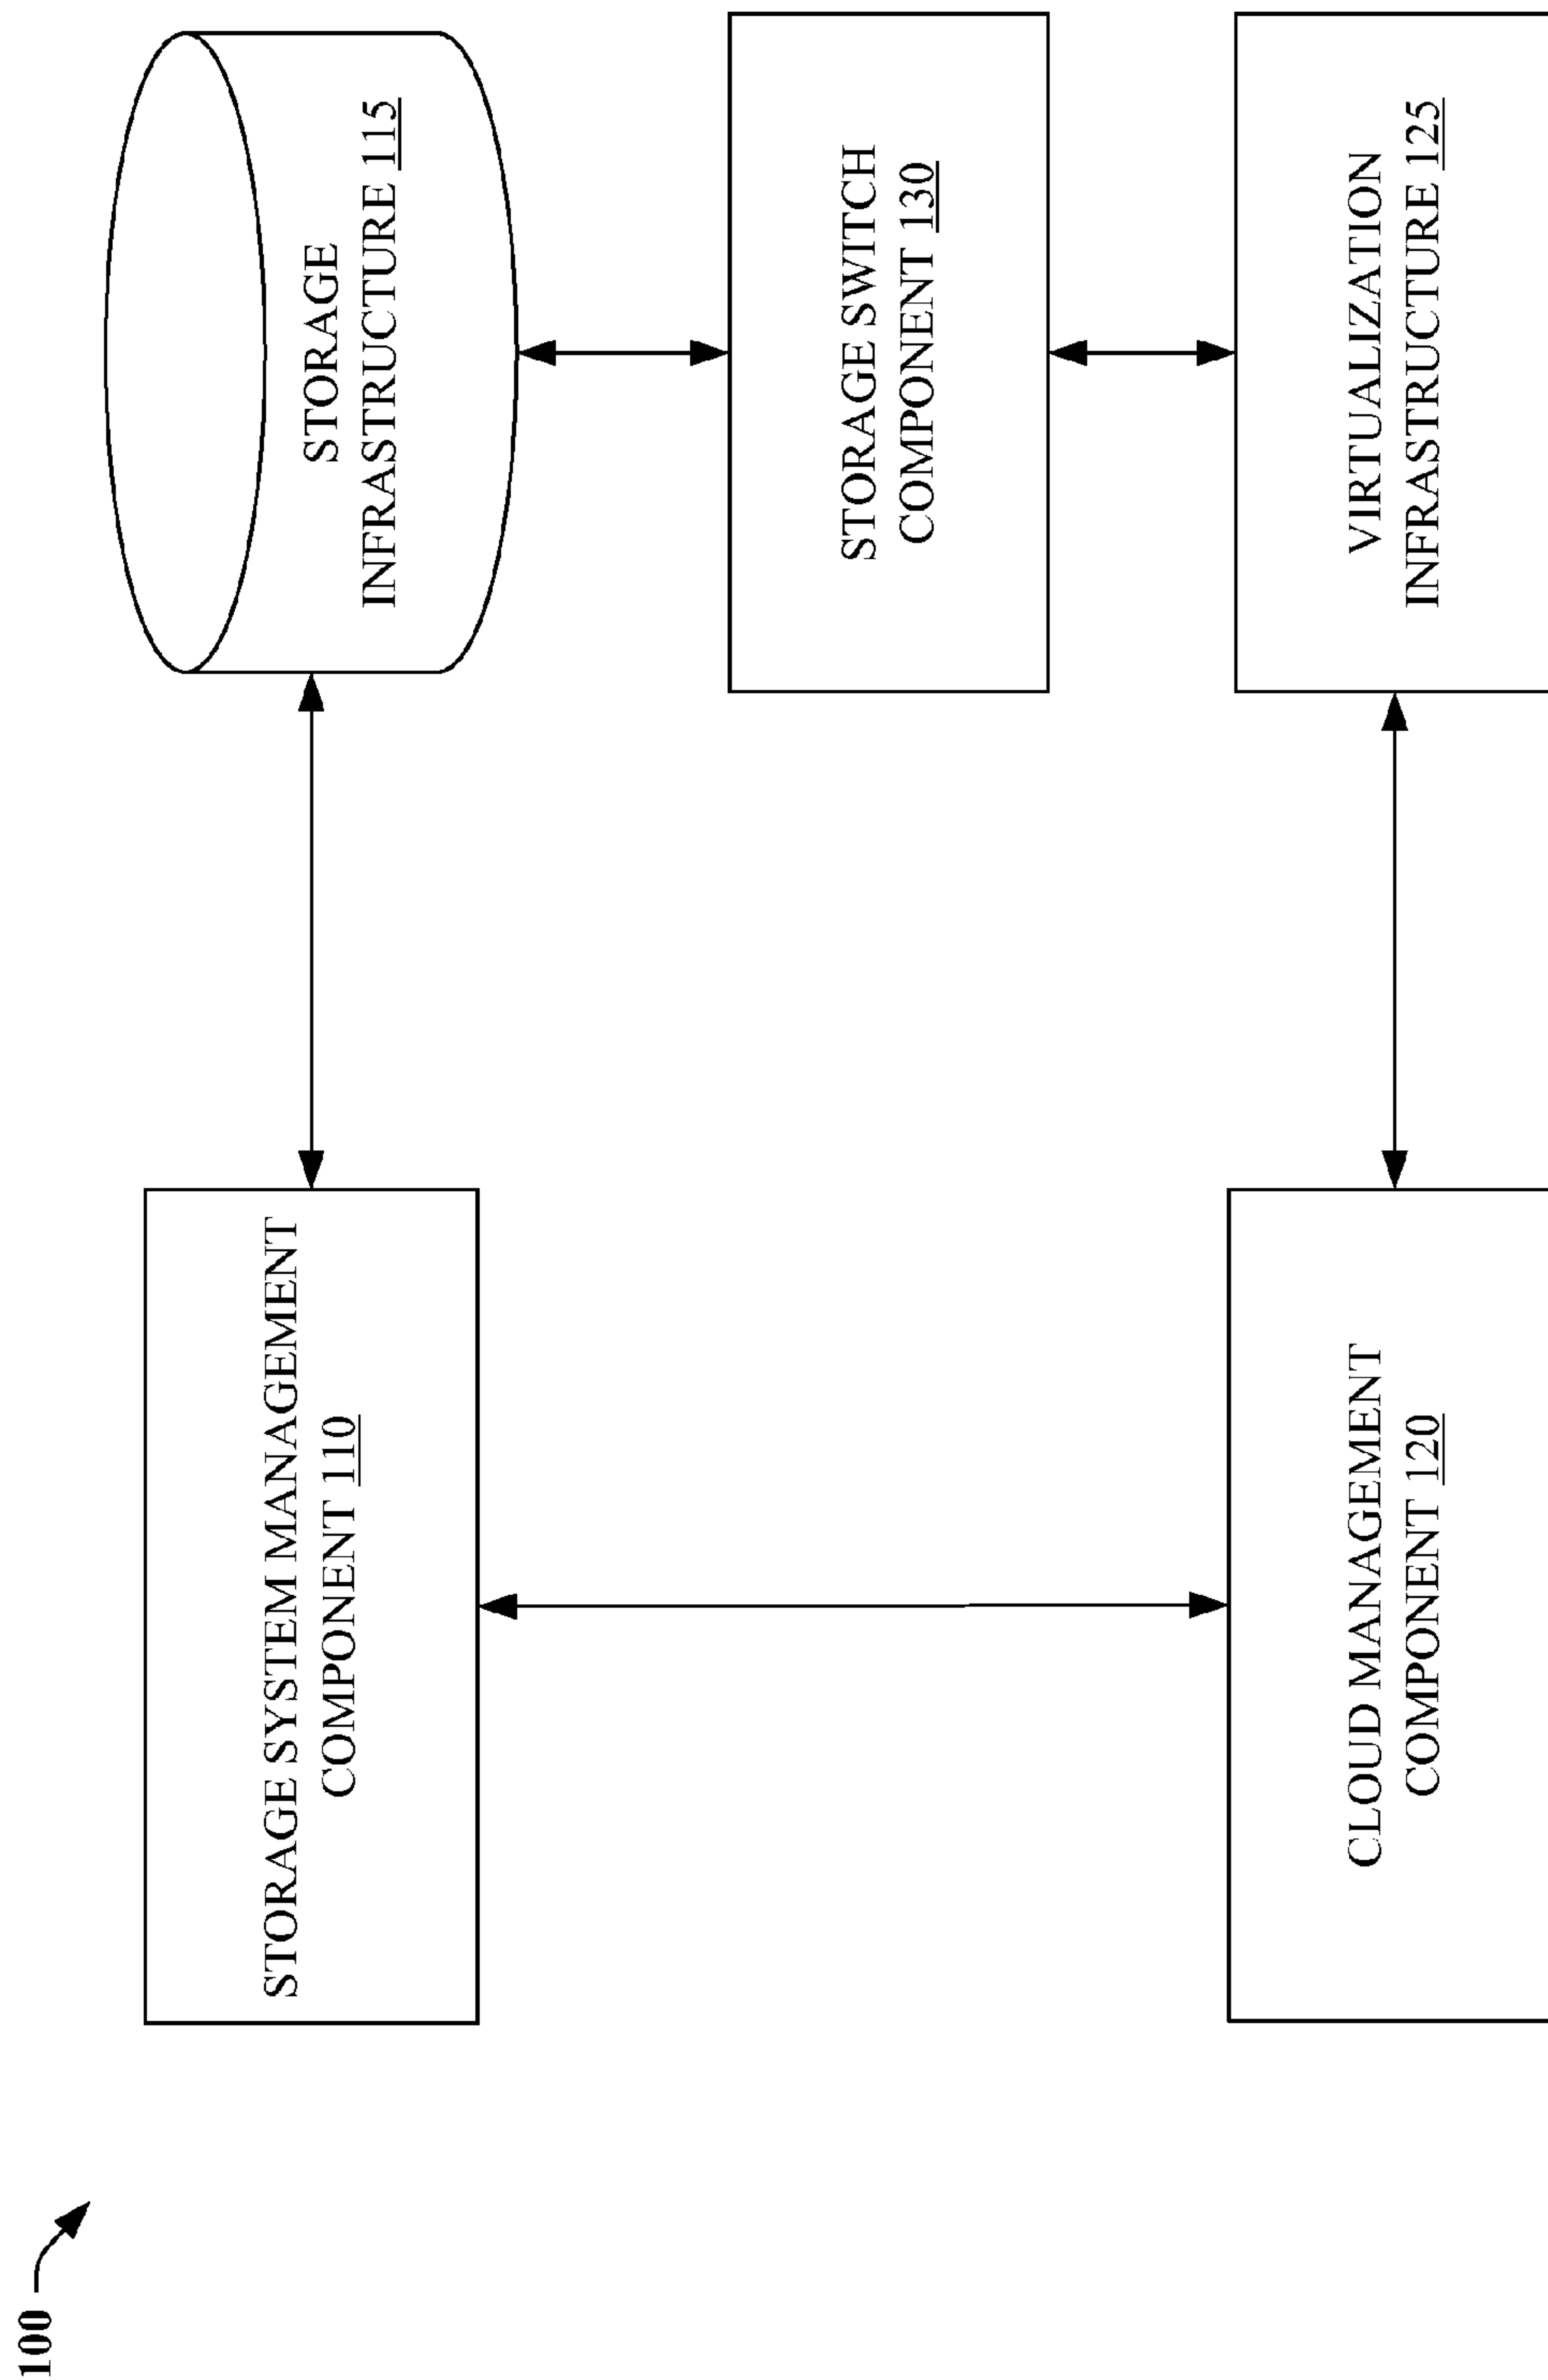 100
STORAGE SYSTEM MANAGEMENT
COMPONENT 110
STORAGE
INFRASTRUCTURE 115
STORAGE SWITCH
COMPONENT 130
CLOUD MANAGEMENT
COMPONENT 120
VIRTUALIZATION
INFRASTRUCTURE 125